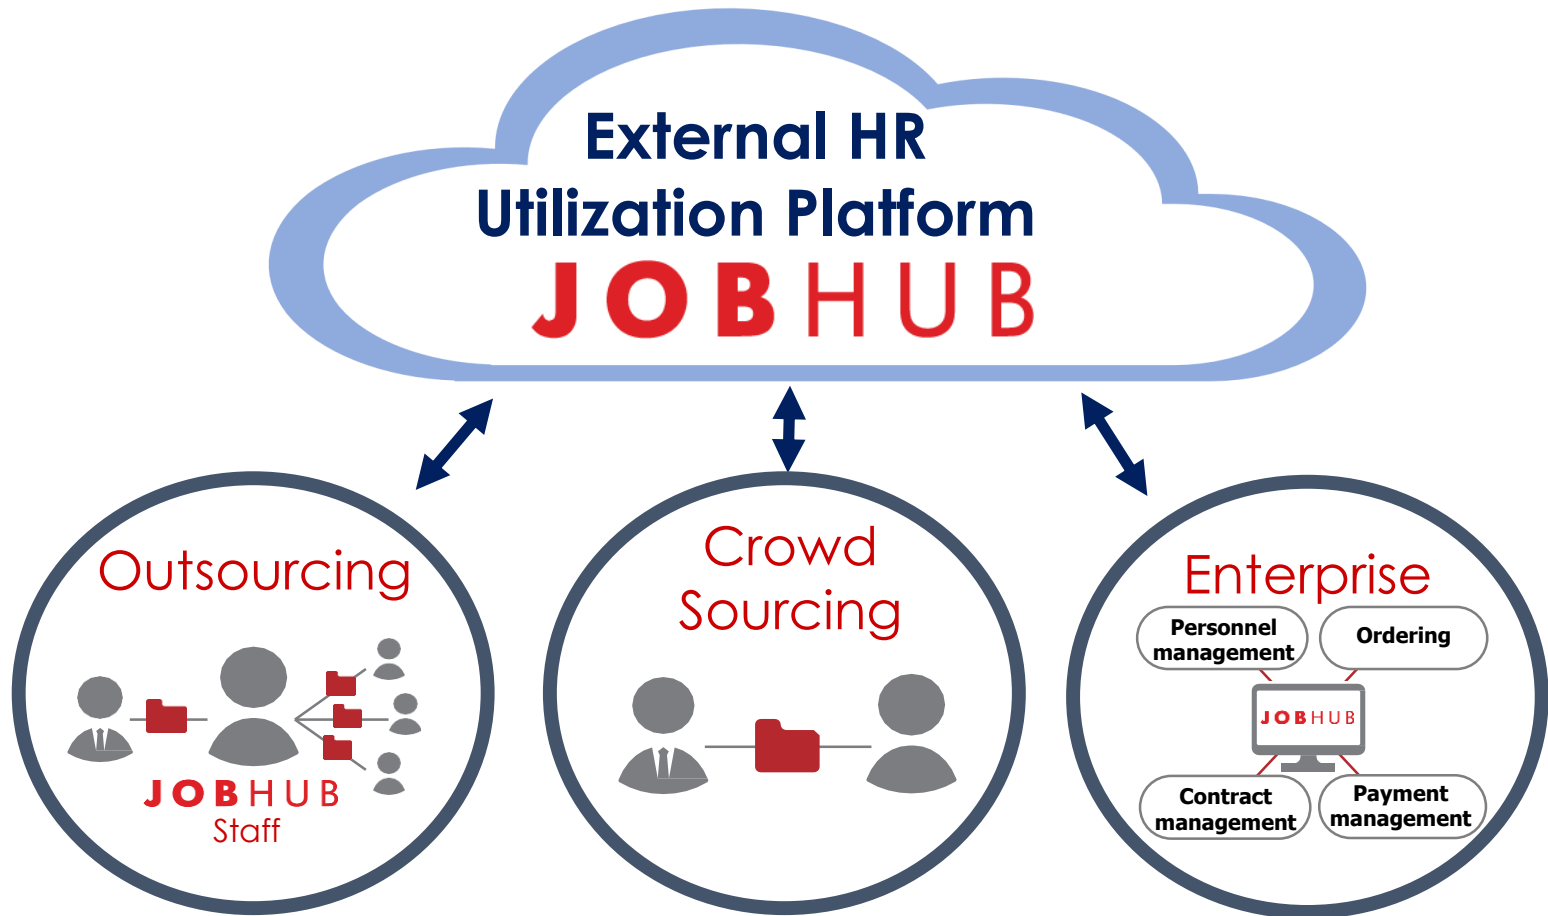 External HR
Utilization Platform
JOBHUB
Outsourcing
JOBHUB
Staff
Crowd
Sourcing
Enterprise
Personnel
management
Ordering
JOBHUB
Contract
management
Payment
management